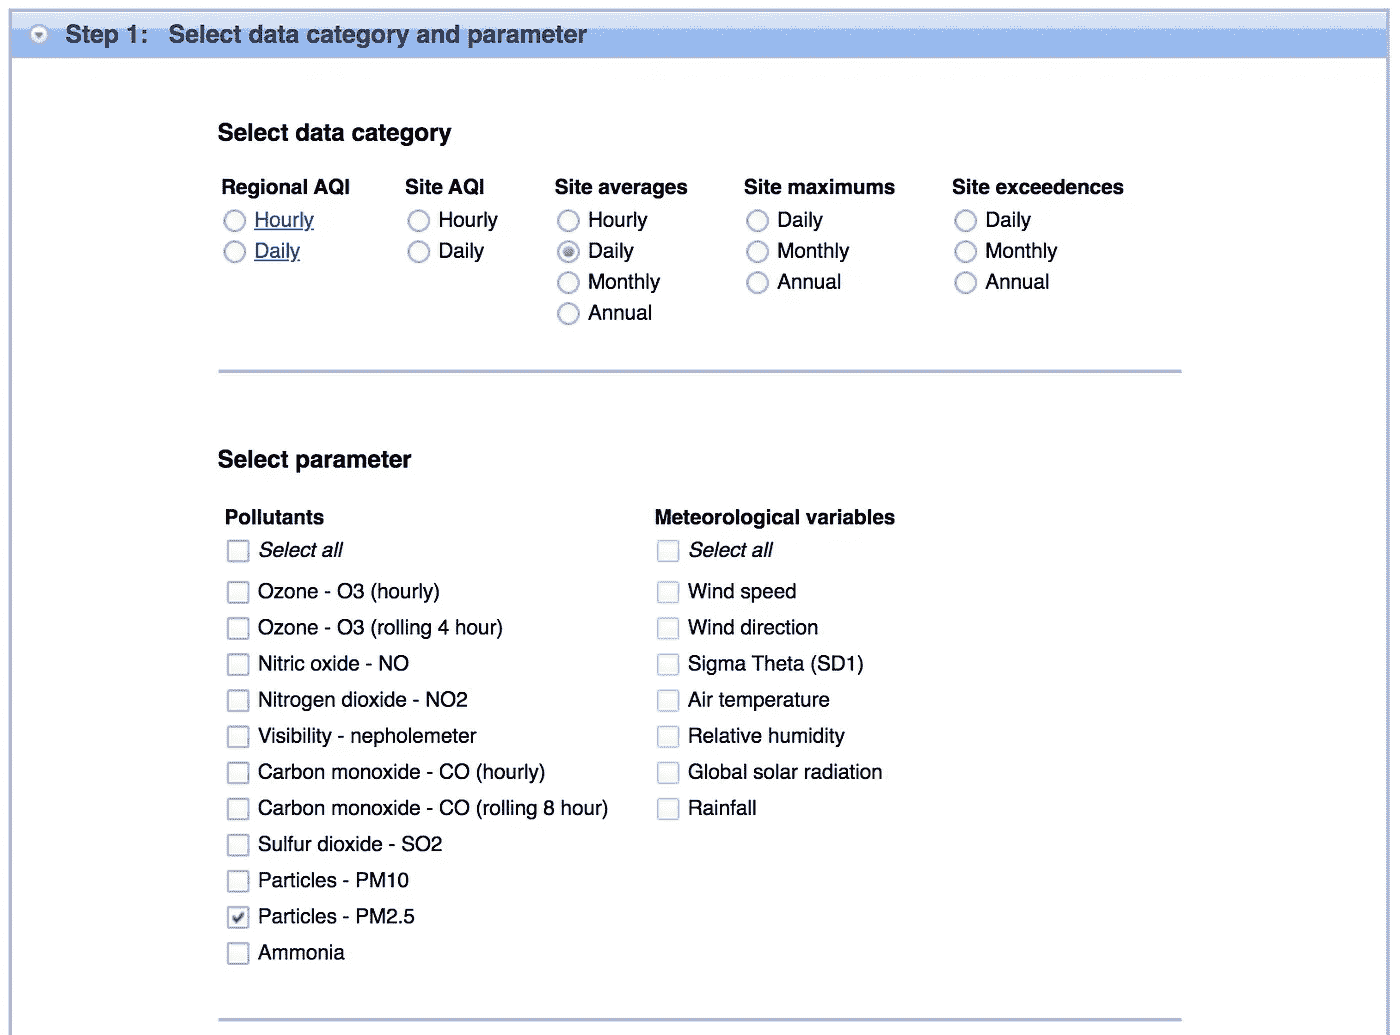 Step 1: Select data category and parameter
Select data category
Regional AQI
Hourly
Daily
Site AQI
Hourly
Daily
Site averages
Hourly
Daily
Monthly
Annual
Site maximums
Daily
Monthly
Annual
Site exceedences
Daily
Monthly
Annual
Select parameter
Pollutants
Select all
Ozone - O3 (hourly)
Ozone - O3 (rolling 4 hour)
Nitric oxide - NO
Nitrogen dioxide - NO2
Visibility - nepholemeter
Carbon monoxide - CO (hourly)
Carbon monoxide - CO (rolling 8 hour)
Sulfur dioxide - SO2
Particles - PM10
Particles - PM2.5
Ammonia
Meteorological variables
Select all
Wind speed
Wind direction
Sigma Theta (SD1)
Air temperature
Relative humidity
Global solar radiation
Rainfall